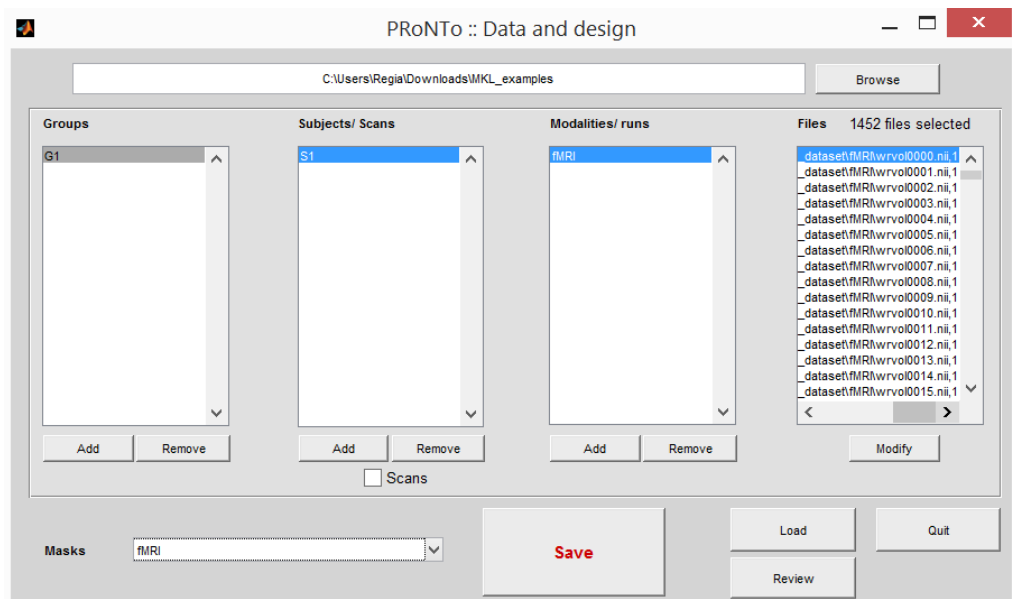 PRoNTo :: Data and design
C:\Users\Regia\Downloads\MKL_examples
Browse
Groups
Subjects/ Scans
Modalities/ runs
Files 1452 files selected
G1
S1
fMRI
_dataset\fMRI\wrvol0000.nii,1
_dataset\fMRI\wrvol0001.nii,1
_dataset\fMRI\wrvol0002.nii,1
_dataset\fMRI\wrvol0003.nii,1
_dataset\fMRI\wrvol0004.nii,1
_dataset\fMRI\wrvol0005.nii,1
_dataset\fMRI\wrvol0006.nii,1
_dataset\fMRI\wrvol0007.nii,1
_dataset\fMRI\wrvol0008.nii,1
_dataset\fMRI\wrvol0009.nii,1
_dataset\fMRI\wrvol0010.nii,1
_dataset\fMRI\wrvol0011.nii,1
_dataset\fMRI\wrvol0012.nii,1
_dataset\fMRI\wrvol0013.nii,1
_dataset\fMRI\wrvol0014.nii,1
_dataset\fMRI\wrvol0015.nii,1
Add Remove
Add Remove
Add Remove
Modify
Scans
Masks fMRI
Save
Load
Quit
Review